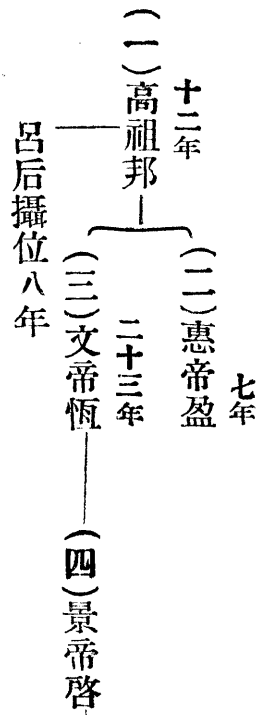 十二年
（一）高祖邦
呂后攝位八年
七年
（二）惠帝盈
二十三年
（三）文帝恆
（四）景帝啓